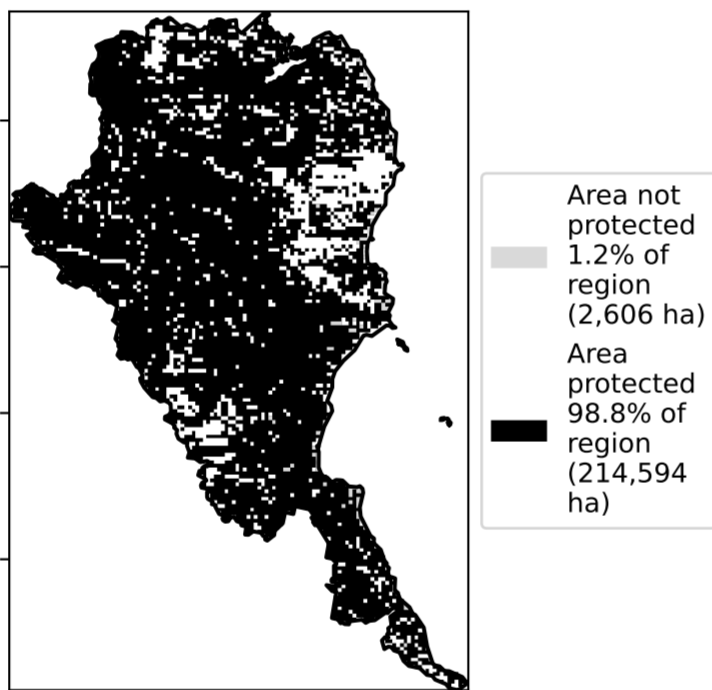 Area not
protected
1.2% of
region
(2,606 ha)
Area
protected
98.8% of
region
(214,594
ha)